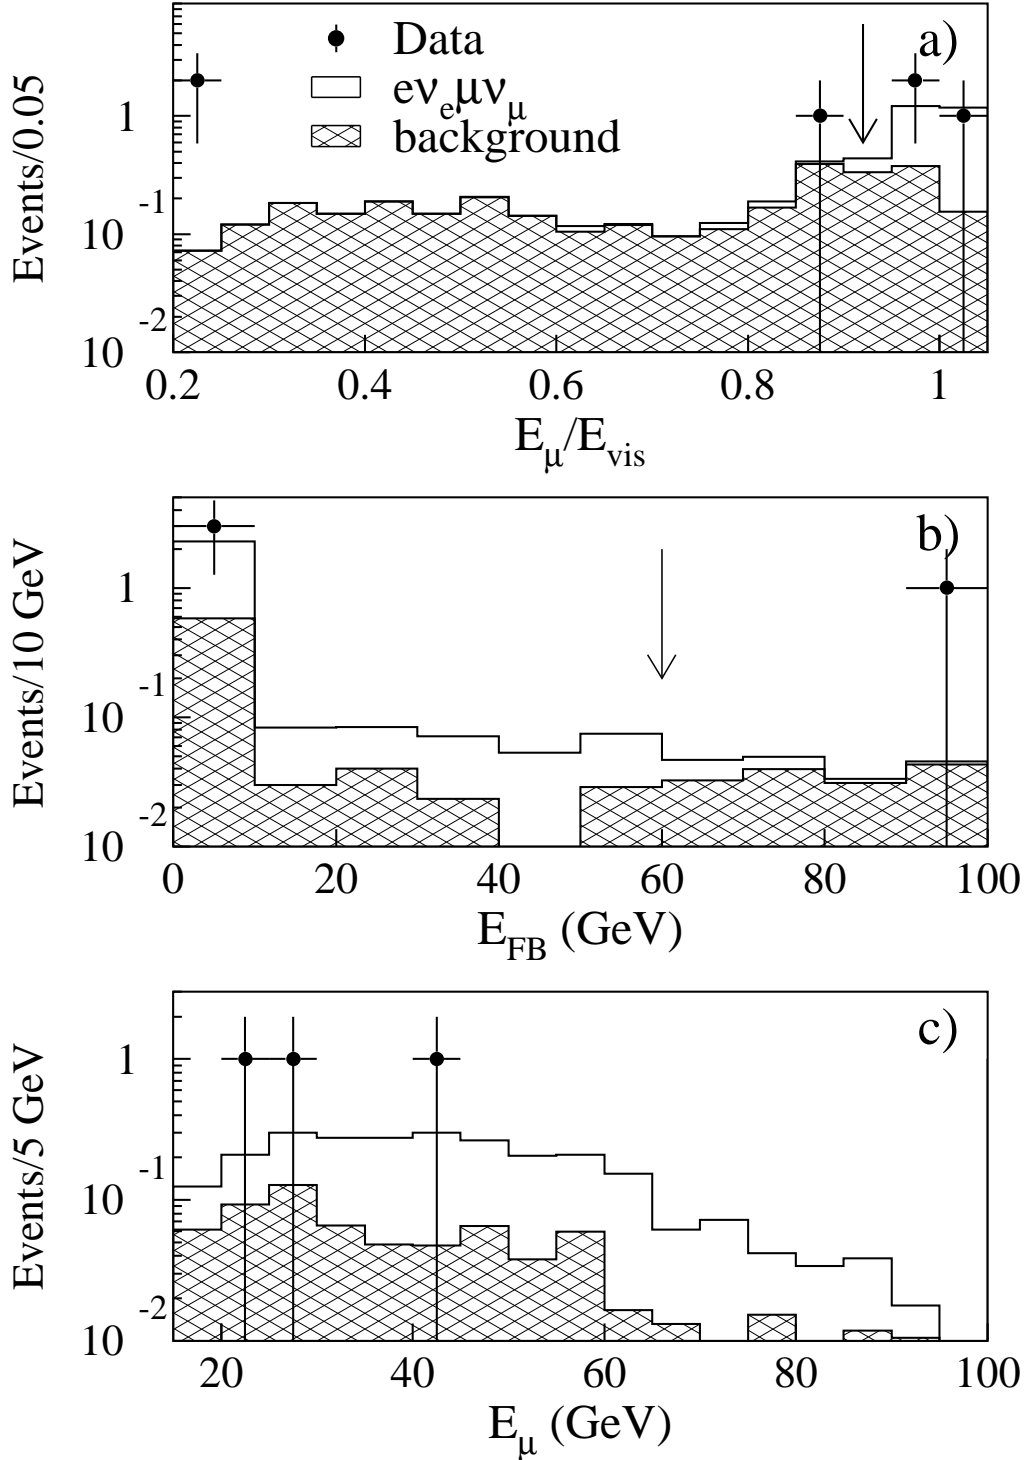 a)
Data
eνₑμν_μ
background
Events/0.05
1
10⁻¹
10⁻²
0.2 0.4 0.6 0.8 1
E_μ/E_vis
b)
Events/10 GeV
1
10⁻¹
10⁻²
0 20 40 60 80 100
E_FB (GeV)
c)
Events/5 GeV
1
10⁻¹
10⁻²
20 40 60 80 100
E_μ (GeV)